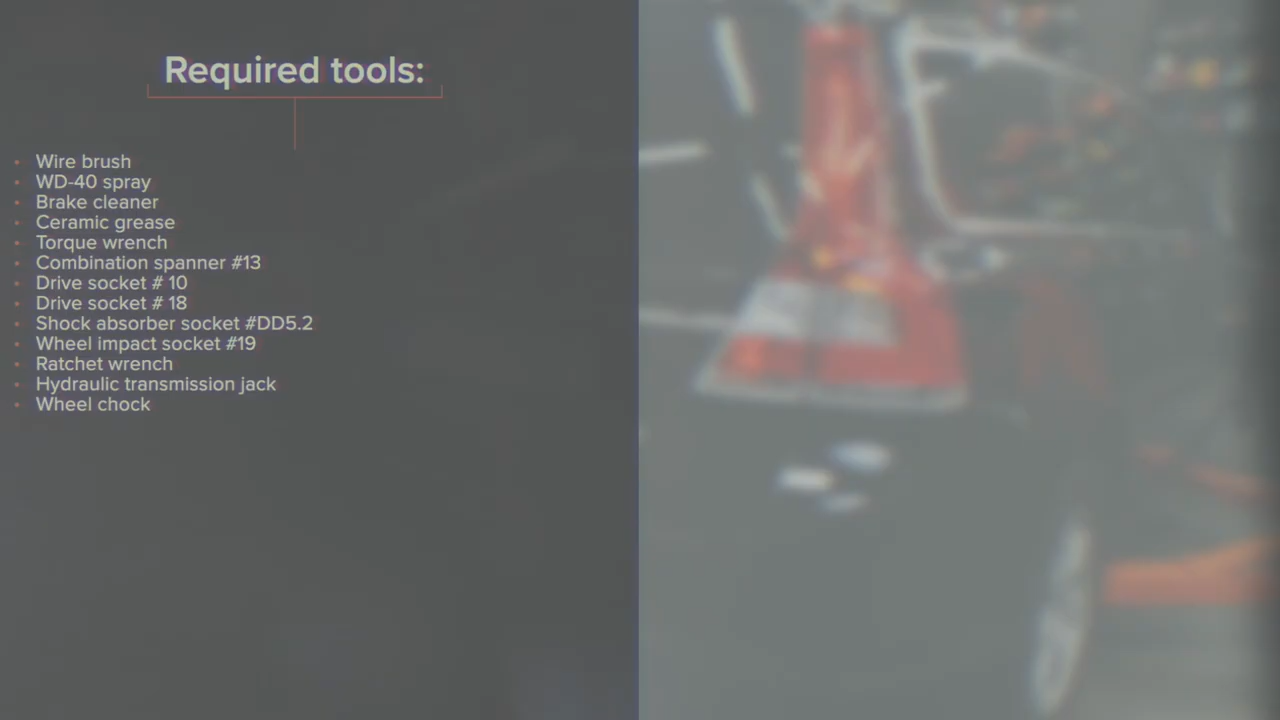 Required tools:
• Wire brush
• WD-40 spray
• Brake cleaner
• Ceramic grease
• Torque wrench
• Combination spanner #13
• Drive socket # 10
• Drive socket # 18
• Shock absorber socket #DD5.2
• Wheel impact socket #19
• Ratchet wrench
• Hydraulic transmission jack
• Wheel chock